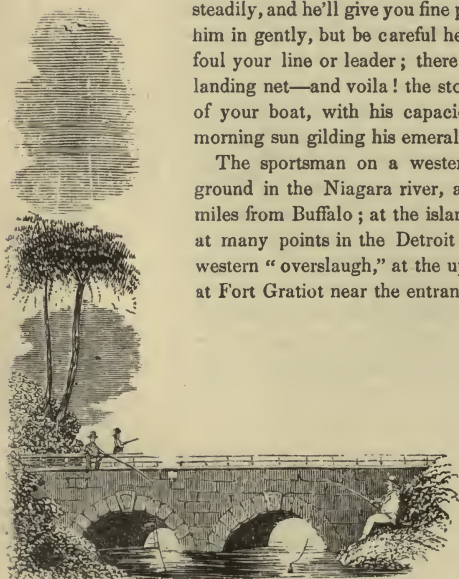 steadily, and he'll give you fine p
him in gently, but be careful he
foul your line or leader; there
landing net—and voila! the sto
of your boat, with his capacio
morning sun gilding his emeral
The sportsman on a wester
ground in the Niagara river, a
miles from Buffalo; at the islan
at many points in the Detroit
western "overslaugh," at the u
at Fort Gratiot near the entran